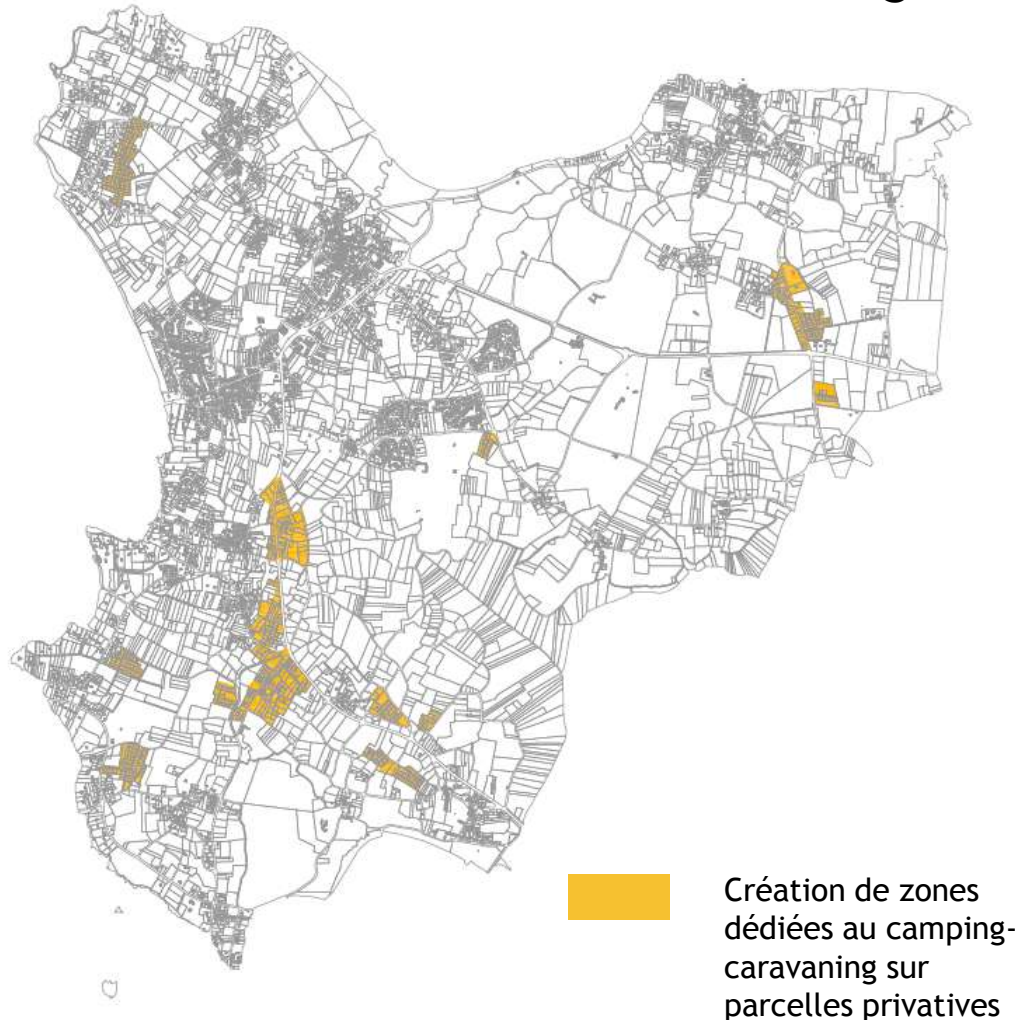 Création de zones
dédiées au camping-
caravaning sur
parcelles privatives